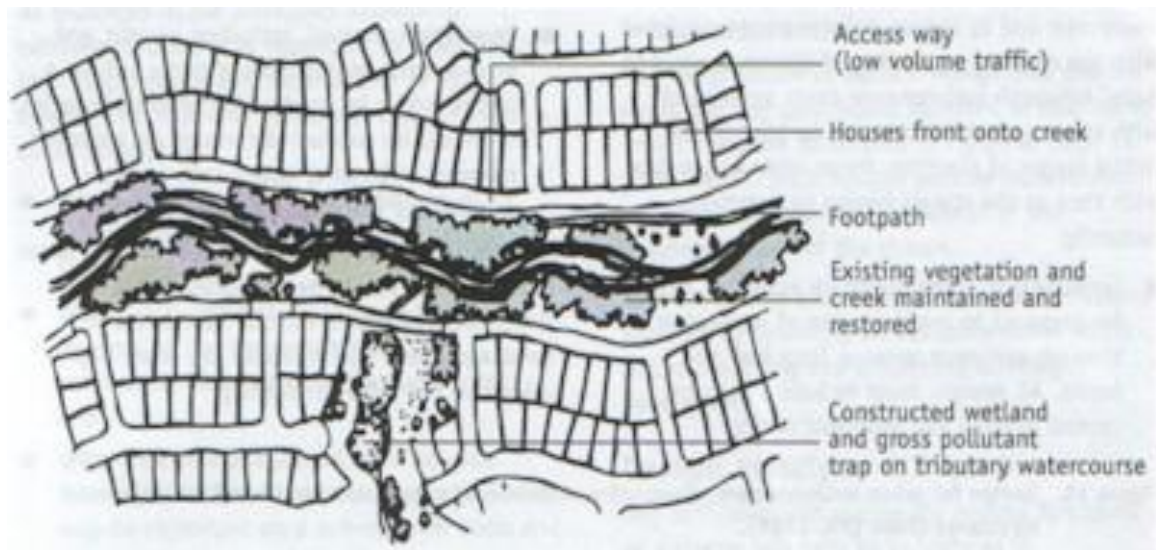 Access way
(low volume traffic)
Houses front onto creek
Footpath
Existing vegetation and
creek maintained and
restored
Constructed wetland
and gross pollutant
trap on tributary watercourse